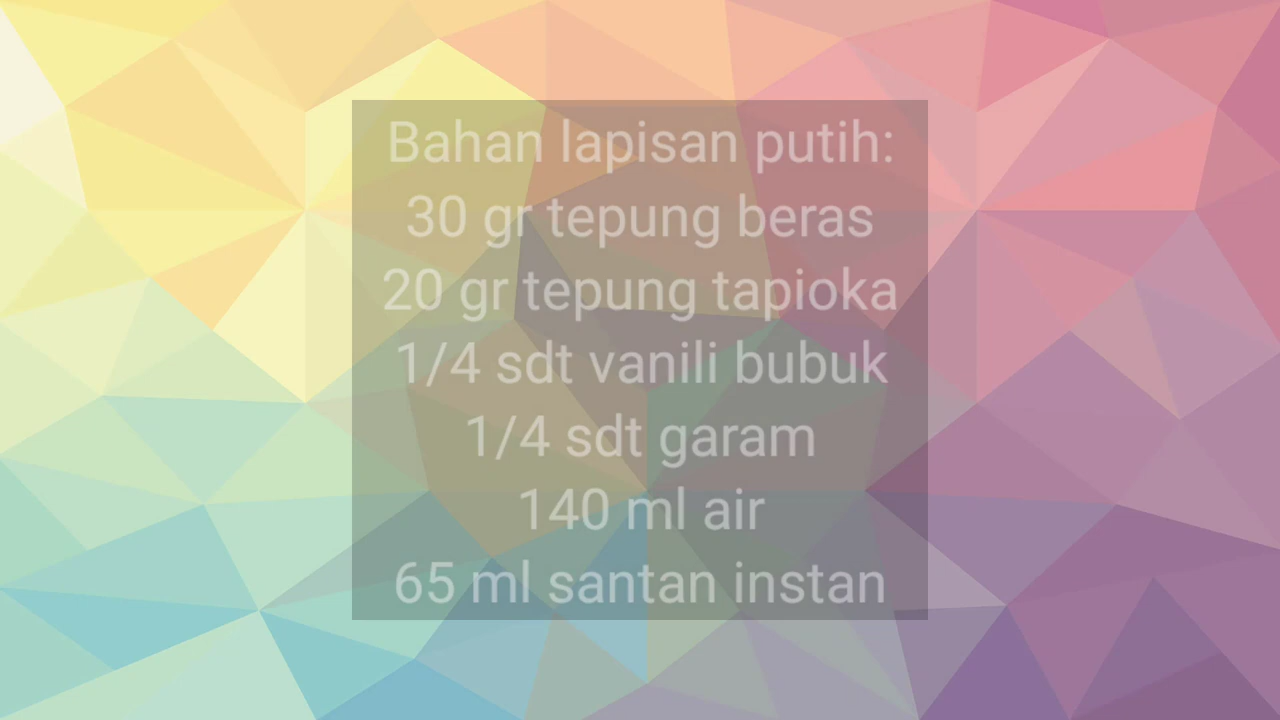 Bahan lapisan putih:
30 gr tepung beras
20 gr tepung tapioka
1/4 sdt vanili bubuk
1/4 sdt garam
140 ml air
65 ml santan instan